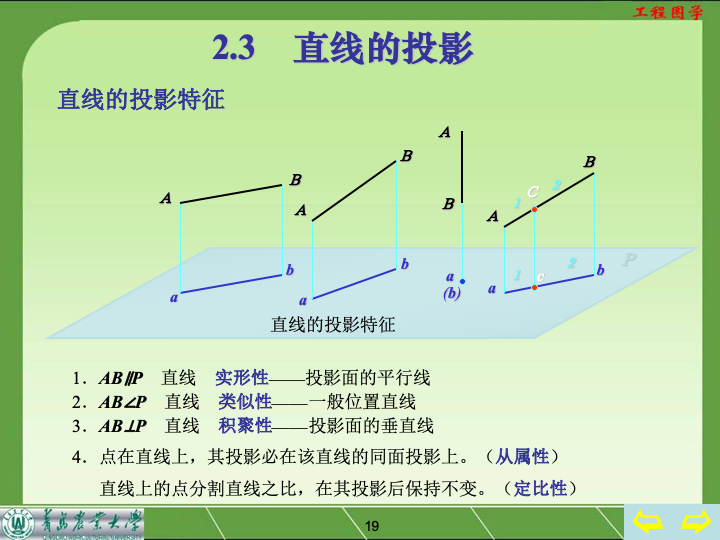 工程图学
2.3 直线的投影
直线的投影特征
A
B
A
B
A
B
A
B
C
1
2
a
b
a
b
a
(b)
a
b
c
1
2
P
直线的投影特征
1．AB∥P 直线 实形性——投影面的平行线
2．AB∠P 直线 类似性——一般位置直线
3．AB⊥P 直线 积聚性——投影面的垂直线
4．点在直线上，其投影必在该直线的同面投影上。（从属性）
直线上的点分割直线之比，在其投影后保持不变。（定比性）
青岛农业大学
19